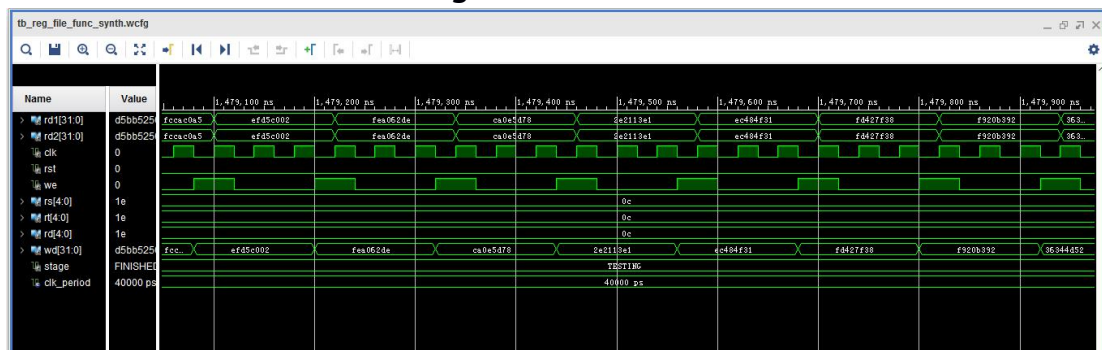 tb_reg_file_func_synth.wcfg
Name Value
1,479,100 ns 1,479,200 ns 1,479,300 ns 1,479,400 ns 1,479,500 ns 1,479,600 ns 1,479,700 ns 1,479,800 ns 1,479,900 ns
rd1[31:0] d5bb525 fccac0a5 efd5c002 fea062de ca0e5d78 2e2113e1 ec484f31 fd427f38 f920b392 363..
rd2[31:0] d5bb525 fccac0a5 efd5c002 fea062de ca0e5d78 2e2113e1 ec484f31 fd427f38 f920b392 363..
clk 0
rst 0
we 0
rs[4:0] 1e 0c
rt[4:0] 1e 0c
rd[4:0] 1e 0c
wd[31:0] d5bb525 fcc.. efd5c002 fea062de ca0e5d78 2e2113e1 ec484f31 fd427f38 f920b392 36344d52
stage FINISHED TESTING
clk_period 40000 ps 40000 ps